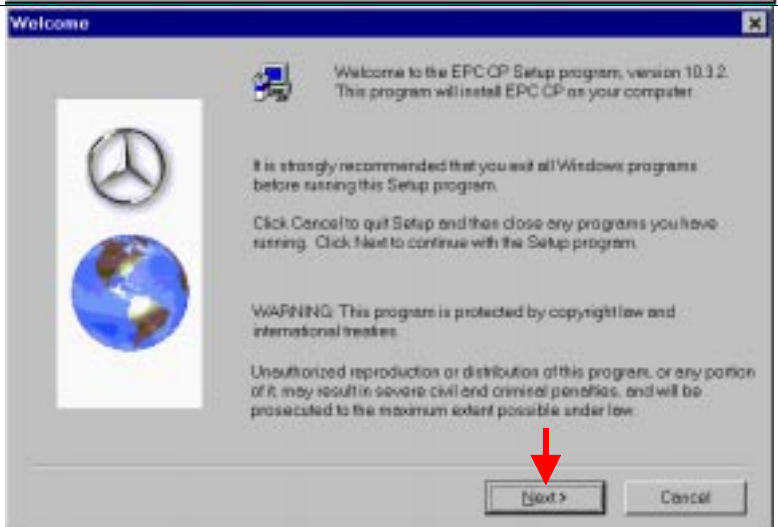 Welcome
Welcome to the EPC CP Setup program, version 10.3.2.
This program will install EPC CP on your computer.
It is strongly recommended that you exit all Windows programs
before running this Setup program.
Click Cancel to quit Setup and then close any programs you have
running. Click Next to continue with the Setup program.
WARNING: This program is protected by copyright law and
international treaties.
Unauthorized reproduction or distribution of this program, or any portion
of it, may result in severe civil and criminal penalties, and will be
prosecuted to the maximum extent possible under law.
Next >
Cancel